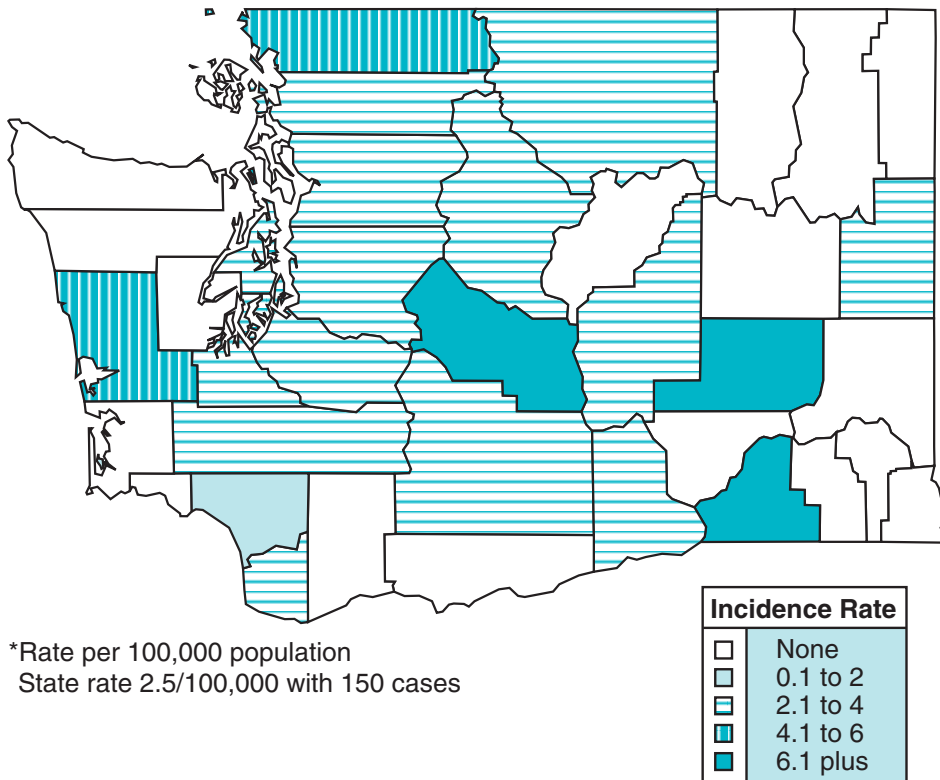 *Rate per 100,000 population
State rate 2.5/100,000 with 150 cases
Incidence Rate
None
0.1 to 2
2.1 to 4
4.1 to 6
6.1 plus